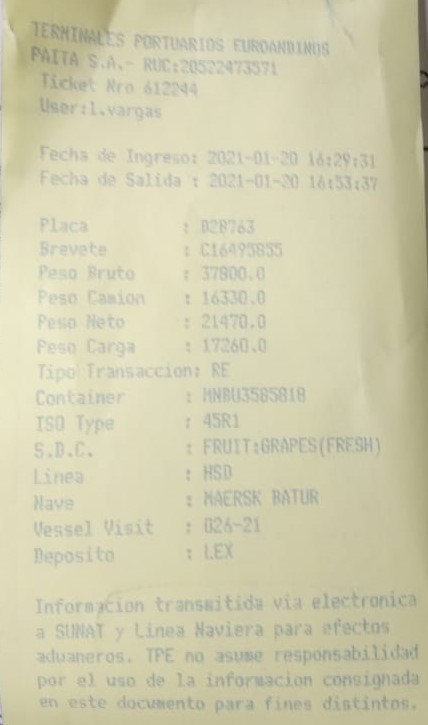 TERMINALES PORTUARIOS EUROANDINOS
PAITA S.A.- RUC:20522473571
Ticket Nro 612244
User:l.vargas
Fecha de Ingreso: 2021-01-20 16:29:31
Fecha de Salida : 2021-01-20 16:53:37
Placa : D2B763
Brevete : C16495855
Peso Bruto : 37800.0
Peso Camion : 16330.0
Peso Neto : 21470.0
Peso Carga : 17260.0
Tipo Transaccion: RE
Container : MNBU3585818
ISO Type : 45R1
S.D.C. : FRUIT:GRAPES(FRESH)
Linea : HSD
Nave : MAERSK BATUR
Vessel Visit : 026-21
Deposito : LEX
Informacion transmitida via electronica
a SUNAT y Linea Naviera para efectos
aduaneros. TPE no asume responsabilidad
por el uso de la informacion consignada
en este documento para fines distintos.